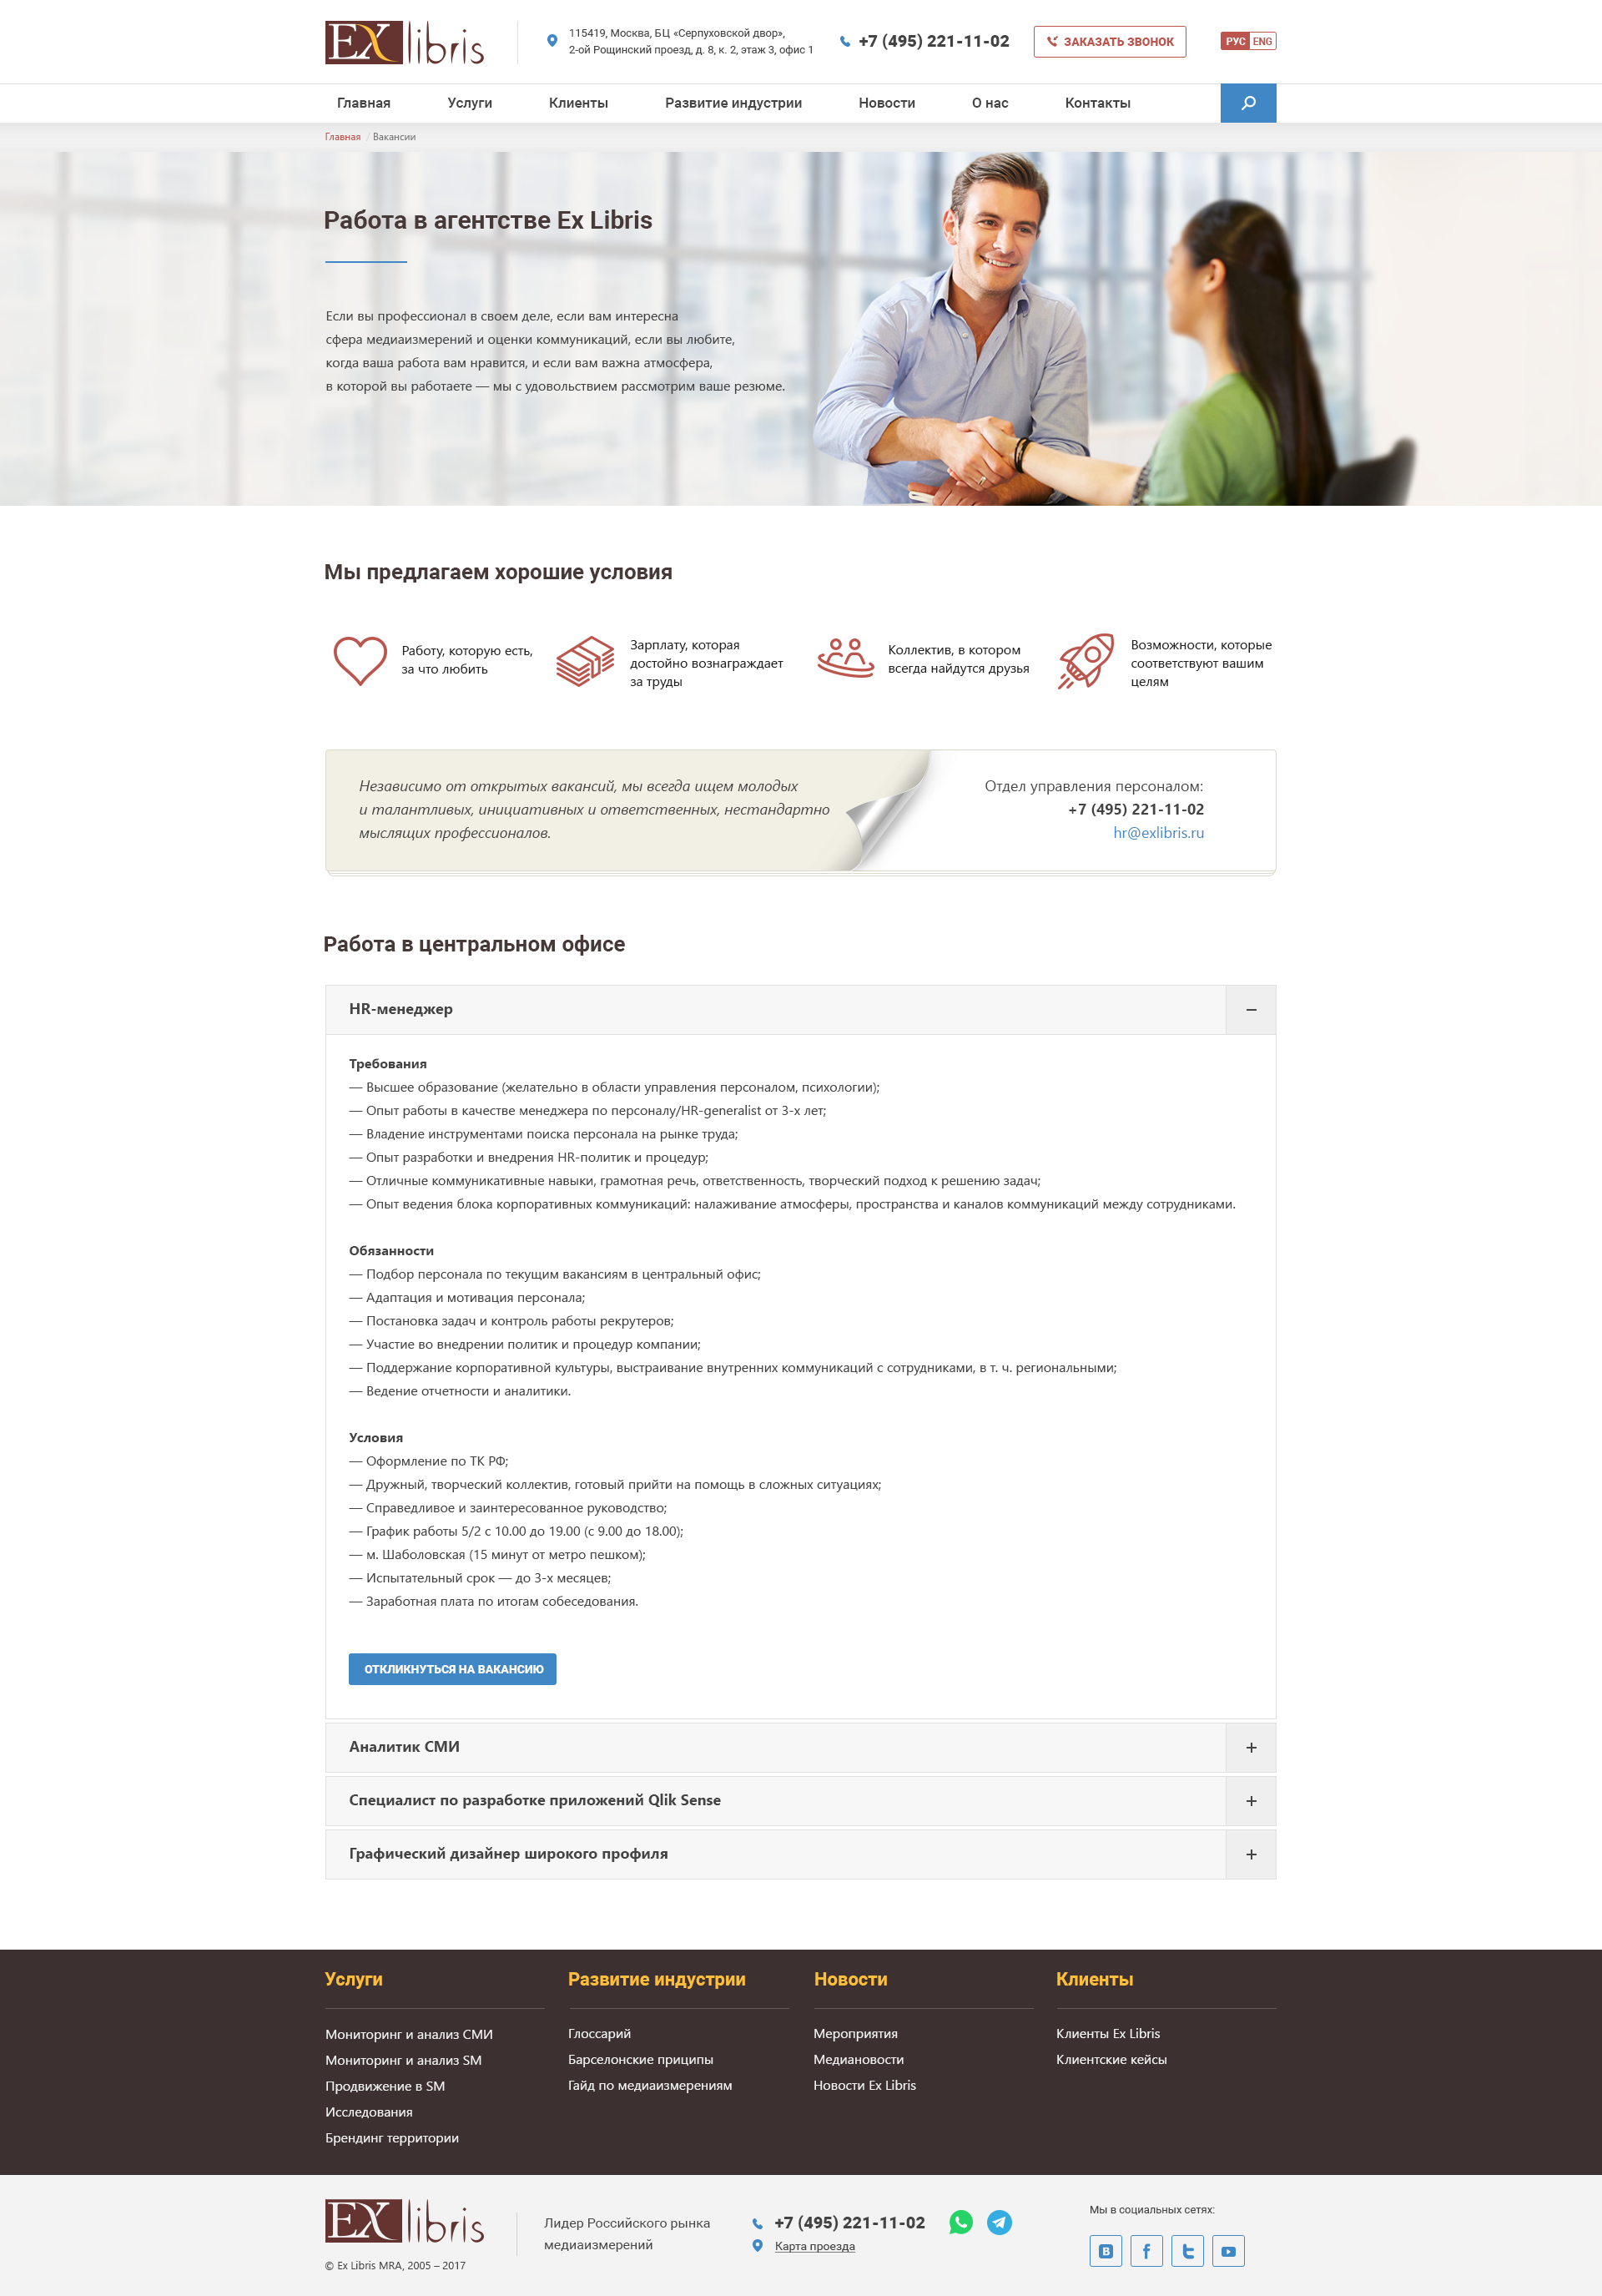 EX libris
115419, Москва, БЦ «Серпуховской двор»,
2-ой Рощинский проезд, д. 8, к. 2, этаж 3, офис 1
+7 (495) 221-11-02
ЗАКАЗАТЬ ЗВОНОК
РУС ENG
Главная Услуги Клиенты Развитие индустрии Новости О нас Контакты
Главная / Вакансии
Работа в агентстве Ex Libris
Если вы профессионал в своем деле, если вам интересна
сфера медиаизмерений и оценки коммуникаций, если вы любите,
когда ваша работа вам нравится, и если вам важна атмосфера,
в которой вы работаете — мы с удовольствием рассмотрим ваше резюме.
Мы предлагаем хорошие условия
Работу, которую есть,
за что любить
Зарплату, которая
достойно вознаграждает
за труды
Коллектив, в котором
всегда найдутся друзья
Возможности, которые
соответствуют вашим
целям
Независимо от открытых вакансий, мы всегда ищем молодых
и талантливых, инициативных и ответственных, нестандартно
мыслящих профессионалов.
Отдел управления персоналом:
+7 (495) 221-11-02
hr@exlibris.ru
Работа в центральном офисе
HR-менеджер
Требования
— Высшее образование (желательно в области управления персоналом, психологии);
— Опыт работы в качестве менеджера по персоналу/HR-generalist от 3-х лет;
— Владение инструментами поиска персонала на рынке труда;
— Опыт разработки и внедрения HR-политик и процедур;
— Отличные коммуникативные навыки, грамотная речь, ответственность, творческий подход к решению задач;
— Опыт ведения блока корпоративных коммуникаций: налаживание атмосферы, пространства и каналов коммуникаций между сотрудниками.
Обязанности
— Подбор персонала по текущим вакансиям в центральный офис;
— Адаптация и мотивация персонала;
— Постановка задач и контроль работы рекрутеров;
— Участие во внедрении политик и процедур компании;
— Поддержание корпоративной культуры, выстраивание внутренних коммуникаций с сотрудниками, в т. ч. региональными;
— Ведение отчетности и аналитики.
Условия
— Оформление по ТК РФ;
— Дружный, творческий коллектив, готовый прийти на помощь в сложных ситуациях;
— Справедливое и заинтересованное руководство;
— График работы 5/2 с 10.00 до 19.00 (с 9.00 до 18.00);
— м. Шаболовская (15 минут от метро пешком);
— Испытательный срок — до 3-х месяцев;
— Заработная плата по итогам собеседования.
ОТКЛИКНУТЬСЯ НА ВАКАНСИЮ
Аналитик СМИ
Специалист по разработке приложений Qlik Sense
Графический дизайнер широкого профиля
Услуги
Мониторинг и анализ СМИ
Мониторинг и анализ SM
Продвижение в SM
Исследования
Брендинг территории
Развитие индустрии
Глоссарий
Барселонские приципы
Гайд по медиаизмерениям
Новости
Мероприятия
Медиановости
Новости Ex Libris
Клиенты
Клиенты Ex Libris
Клиентские кейсы
EX libris
© Ex Libris MRA, 2005 – 2017
Лидер Российского рынка
медиаизмерений
+7 (495) 221-11-02
Карта проезда
Мы в социальных сетях: